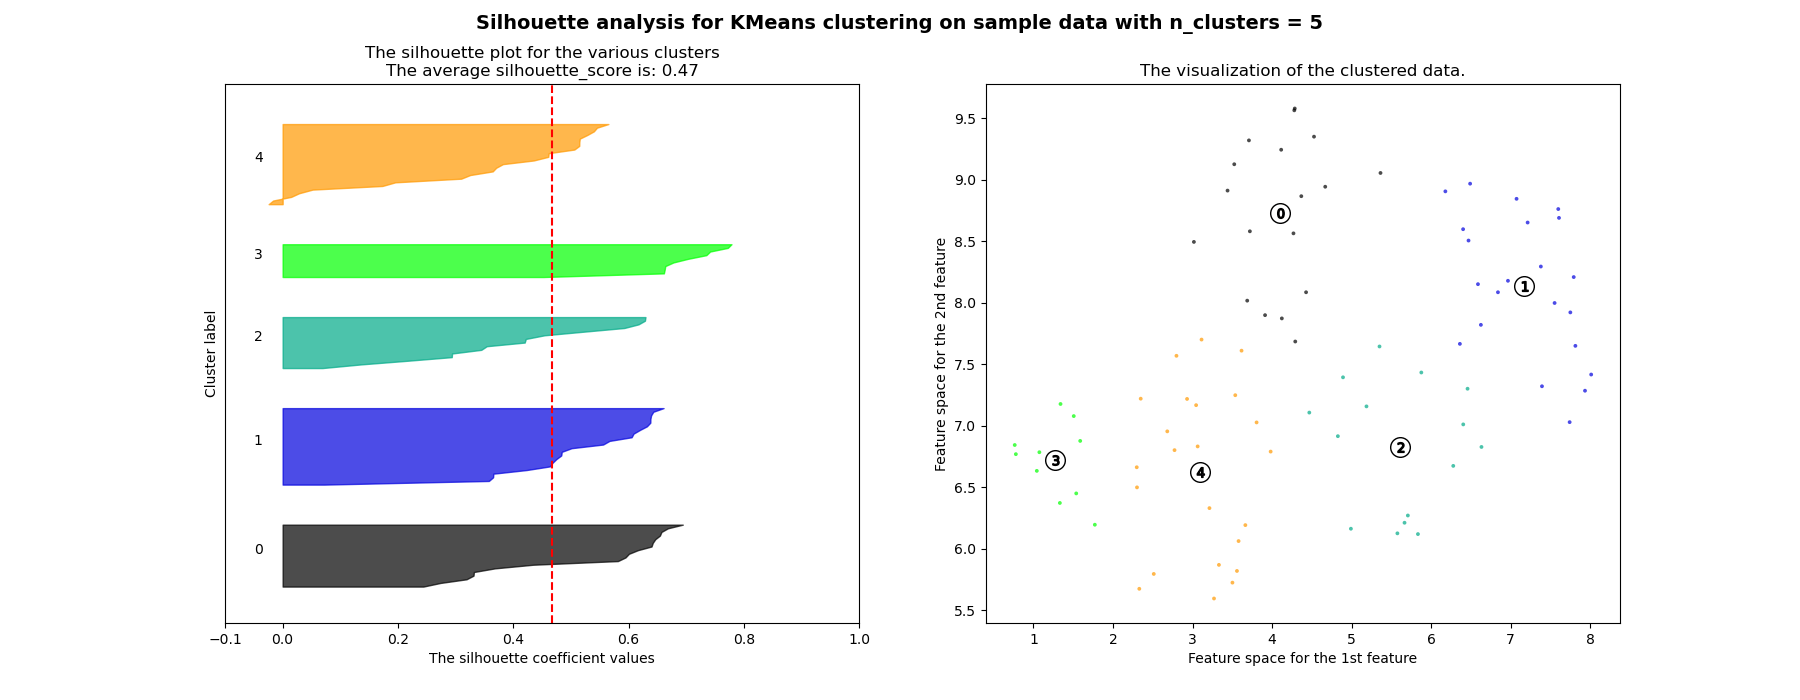 Silhouette analysis for KMeans clustering on sample data with n_clusters = 5
The silhouette plot for the various clusters
The average silhouette_score is: 0.47
4
3
2
1
0
Cluster label
−0.1 0.0 0.2 0.4 0.6 0.8 1.0
The silhouette coefficient values
The visualization of the clustered data.
9.5
9.0
8.5
8.0
7.5
7.0
6.5
6.0
5.5
Feature space for the 2nd feature
0
1
2
3
4
1 2 3 4 5 6 7 8
Feature space for the 1st feature